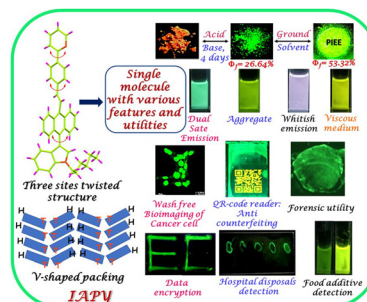 Acid
Base,
4 days
Ground
Solvent
PIEE
Φf= 26.64%
Φf= 53.32%
Single
molecule
with various
features and
utilities
Dual
Sate Emission
Aggregate
Whitish
emission
Viscous
medium
Three sites twisted
structure
Wash free
Bioimaging of
Cancer cell
QR-code reader:
Anti
counterfeiting
Forensic utility
H
H
H
H
V-shaped packing
IAPV
Data
encryption
Hospital disposals
detection
Food additive
detection